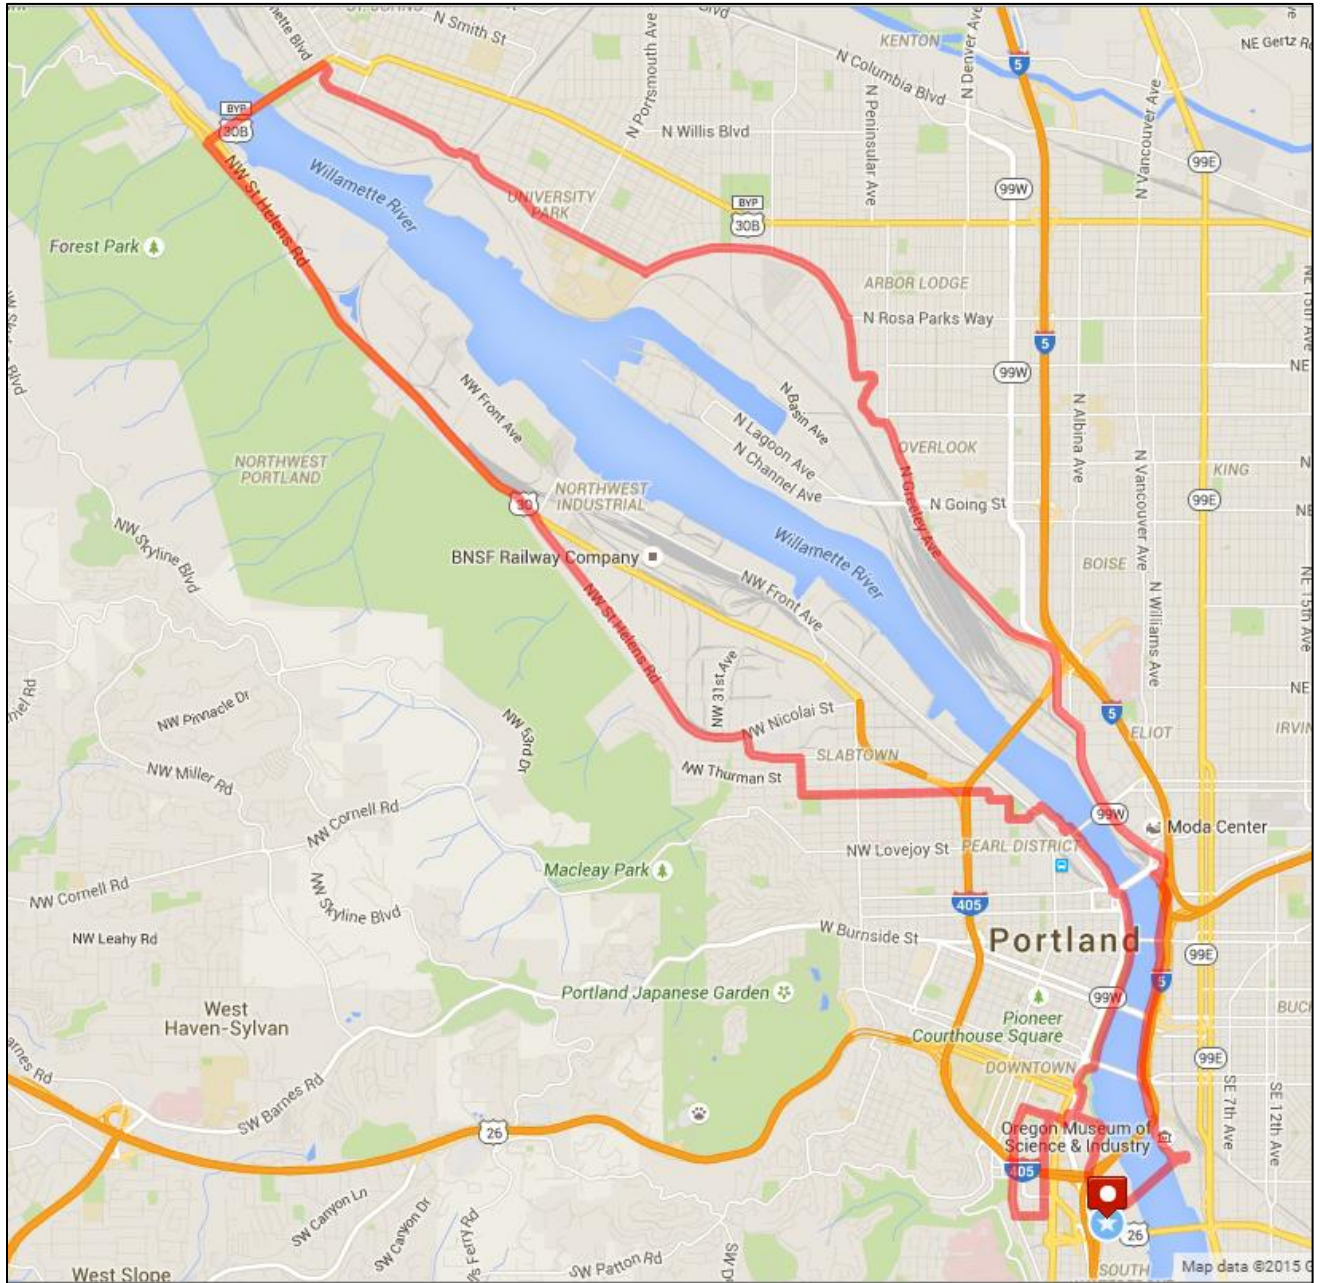 N Smith St
N Portsmouth Ave
Blvd
KENTON
N Denver Ave
5
N Columbia Blvd
N Vancouver Ave
BYP
30B
N Willis Blvd
N Peninsular Ave
99E
NW St Helens Rd
Willamette River
UNIVERSITY
PARK
BYP
30B
99W
Forest Park
ARBOR LODGE
N Rosa Parks Way
5
99W
NE
NW Front Ave
N Basin Ave
N Lagoon Ave
N Channel Ave
N Albina Ave
OVERLOOK
N Greeley Ave
N Vancouver Ave
KING
NORTHWEST
PORTLAND
NORTHWEST
INDUSTRIAL
30
N Going St
99E
NW Skyline Blvd
BNSF Railway Company
Willamette River
NW Front Ave
BOISE
N Williams Ave
NE 15th Ave
NW St Helens Rd
NW 31st Ave
NE
NW Pinnacle Dr
NW 53rd Dr
NW Nicolai St
5
ELIOT
SLABTOWN
NW Miller Rd
NW Thurman St
NW Cornell Rd
99W
Moda Center
NW Lovejoy St
PEARL DISTRICT
Macleay Park
NW Cornell Rd
NW Skyline Blvd
405
W Burnside St
NW Leahy Rd
Portland
99E
5
Portland Japanese Garden
99W
West
Haven-Sylvan
Pioneer
Courthouse Square
99E
DOWNTOWN
SW Barnes Rd
SE 7th Ave
SE 12th Ave
26
Oregon Museum of
Science & Industry
405
SW Canyon Ln
SW Canyon Dr
26
SW Patton Rd
SOUTH
West Slope
Map data ©2015 G